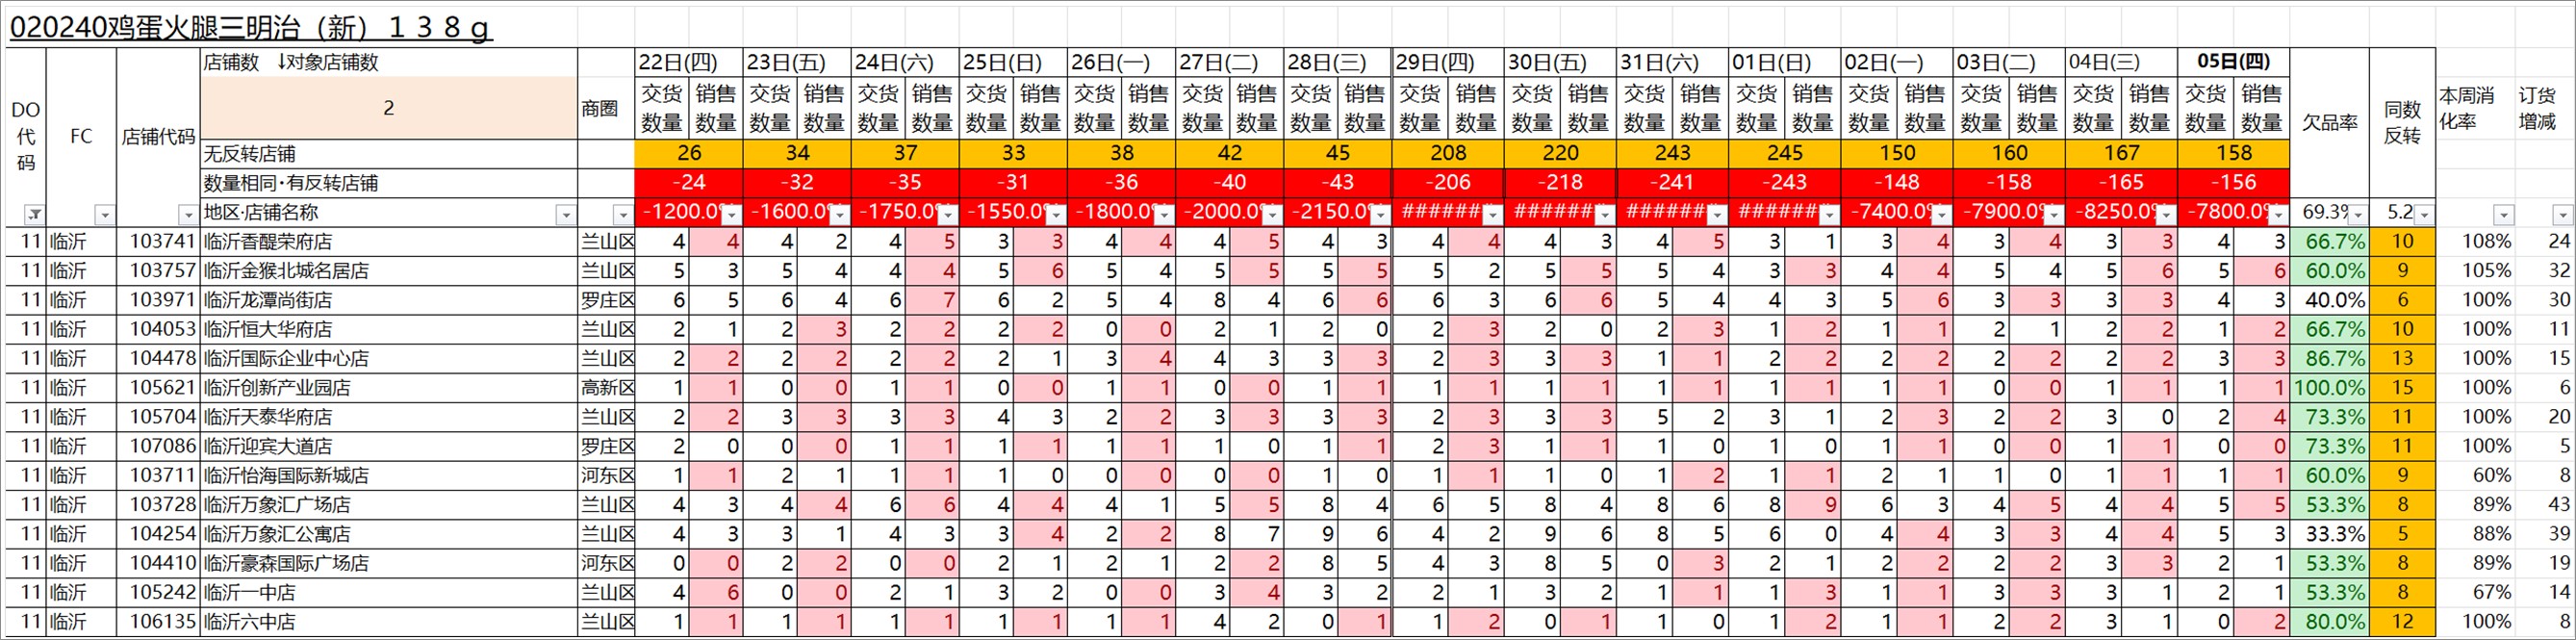 020240鸡蛋火腿三明治（新）１３８ｇ
店铺数 ↓对象店铺数 22日(四) 23日(五) 24日(六) 25日(日) 26日(一) 27日(二) 28日(三) 29日(四) 30日(五) 31日(六) 01日(日) 02日(一) 03日(二) 04日(三) 05日(四)
DO代码 FC 店铺代码 2 商圈 交货数量 销售数量 交货数量 销售数量 交货数量 销售数量 交货数量 销售数量 交货数量 销售数量 交货数量 销售数量 交货数量 销售数量 交货数量 销售数量 交货数量 销售数量 交货数量 销售数量 交货数量 销售数量 交货数量 销售数量 交货数量 销售数量 交货数量 销售数量 交货数量 销售数量 欠品率 同数反转 本周消化率 订货增减
无反转店铺 26 34 37 33 38 42 45 208 220 243 245 150 160 167 158
数量相同·有反转店铺 -24 -32 -35 -31 -36 -40 -43 -206 -218 -241 -243 -148 -158 -165 -156
地区·店铺名称 -1200.0% -1600.0% -1750.0% -1550.0% -1800.0% -2000.0% -2150.0% ####### ####### ####### ####### -7400.0% -7900.0% -8250.0% -7800.0% 69.3% 5.2
11 临沂 103741 临沂香醍荣府店 兰山区 4 4 4 2 4 5 3 3 4 4 4 5 4 3 4 4 4 3 4 5 3 1 3 4 3 4 3 3 4 3 66.7% 10 108% 24
11 临沂 103757 临沂金猴北城名居店 兰山区 5 3 5 4 4 4 5 6 5 4 5 5 5 5 5 2 5 5 5 4 3 3 4 4 5 4 5 6 5 6 60.0% 9 105% 32
11 临沂 103971 临沂龙潭尚街店 罗庄区 6 5 6 4 6 7 6 2 5 4 8 4 6 6 6 3 6 6 5 4 4 3 5 6 3 3 3 3 4 3 40.0% 6 100% 30
11 临沂 104053 临沂恒大华府店 兰山区 2 1 2 3 2 2 2 2 0 0 2 1 2 0 2 3 2 0 2 3 1 2 1 1 2 1 2 2 1 2 66.7% 10 100% 11
11 临沂 104478 临沂国际企业中心店 兰山区 2 2 2 2 2 2 2 1 3 4 4 3 3 3 2 3 3 3 1 1 2 2 2 2 2 2 2 2 3 3 86.7% 13 100% 15
11 临沂 105621 临沂创新产业园店 高新区 1 1 0 0 1 1 0 0 1 1 0 0 1 1 1 1 1 1 1 1 1 1 1 1 0 0 1 1 1 1 100.0% 15 100% 6
11 临沂 105704 临沂天泰华府店 兰山区 2 2 3 3 3 3 4 3 2 2 3 3 3 3 2 3 3 3 5 2 3 1 2 3 2 2 3 0 2 4 73.3% 11 100% 20
11 临沂 107086 临沂迎宾大道店 罗庄区 2 0 0 0 1 1 1 1 1 1 1 0 1 1 2 3 1 1 1 0 1 0 1 1 0 0 1 1 0 0 73.3% 11 100% 5
11 临沂 103711 临沂怡海国际新城店 河东区 1 1 2 1 1 1 1 0 0 0 0 0 1 0 1 1 1 0 1 2 1 1 2 1 1 0 1 1 1 1 60.0% 9 60% 8
11 临沂 103728 临沂万象汇广场店 兰山区 4 3 4 4 6 6 4 4 4 1 5 5 8 4 6 5 8 4 8 6 8 9 6 3 4 5 4 4 5 5 53.3% 8 89% 43
11 临沂 104254 临沂万象汇公寓店 兰山区 4 3 3 1 4 3 3 4 2 2 8 7 9 6 4 2 9 6 8 5 6 0 4 4 3 3 4 4 5 3 33.3% 5 88% 39
11 临沂 104410 临沂豪森国际广场店 河东区 0 0 2 2 0 0 2 1 2 1 2 2 8 5 4 3 8 5 0 3 2 1 2 2 2 2 3 3 2 1 53.3% 8 89% 19
11 临沂 105242 临沂一中店 兰山区 4 6 0 0 2 1 3 2 0 0 3 4 3 2 2 1 3 2 1 1 1 3 1 1 3 3 3 1 2 1 53.3% 8 67% 14
11 临沂 106135 临沂六中店 兰山区 1 1 1 1 1 1 1 1 1 1 4 2 0 1 1 2 0 1 1 0 1 2 1 1 2 2 3 1 0 2 80.0% 12 100% 8